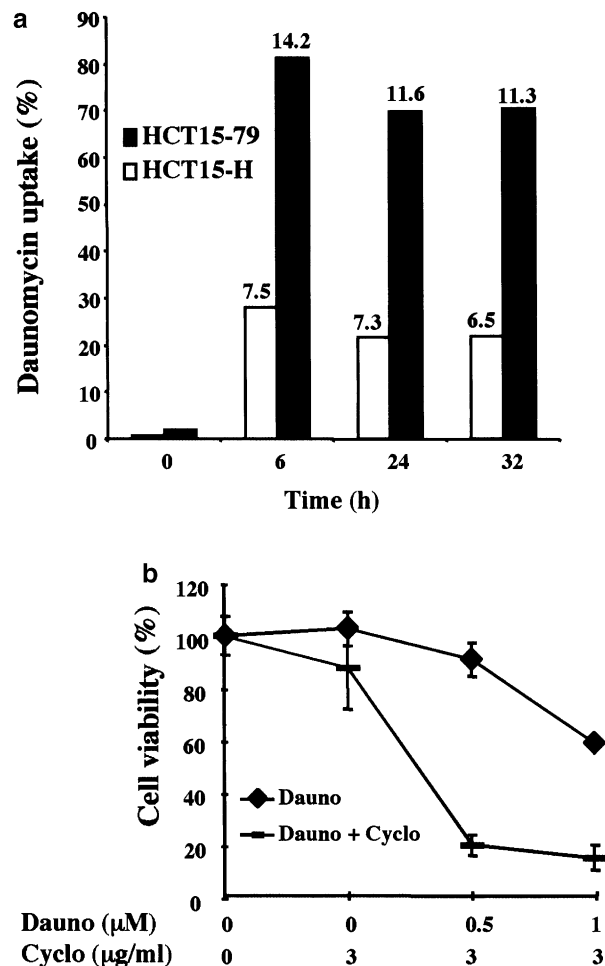 a
90
80
70
60
50
40
30
20
10
0
Daunomycin uptake (%)
HCT15-79
HCT15-H
14.2
11.6
11.3
7.5
7.3
6.5
0 6 24 32
Time (h)
b
120
100
80
60
40
20
0
Cell viability (%)
Dauno
Dauno + Cyclo
Dauno (µM) 0 0 0.5 1
Cyclo (µg/ml) 0 3 3 3